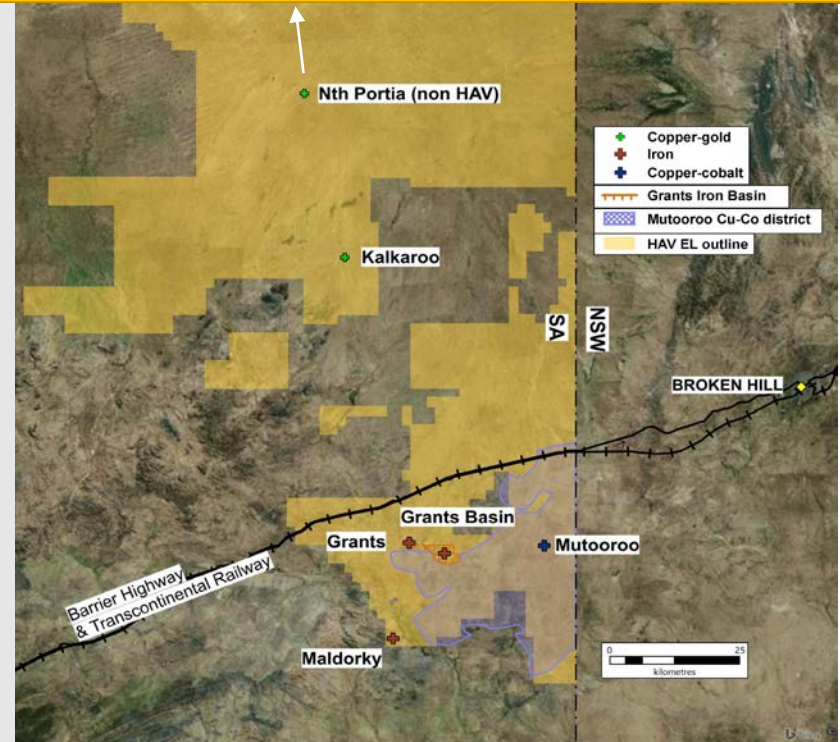 Nth Portia (non HAV)
Copper-gold
Iron
Copper-cobalt
Grants Iron Basin
Mutooroo Cu-Co district
HAV EL outline
Kalkaroo
SA
NSW
BROKEN HILL
Grants Basin
Grants
Mutooroo
Barrier Highway
& Transcontinental Railway
Maldorky
0 25
kilometres